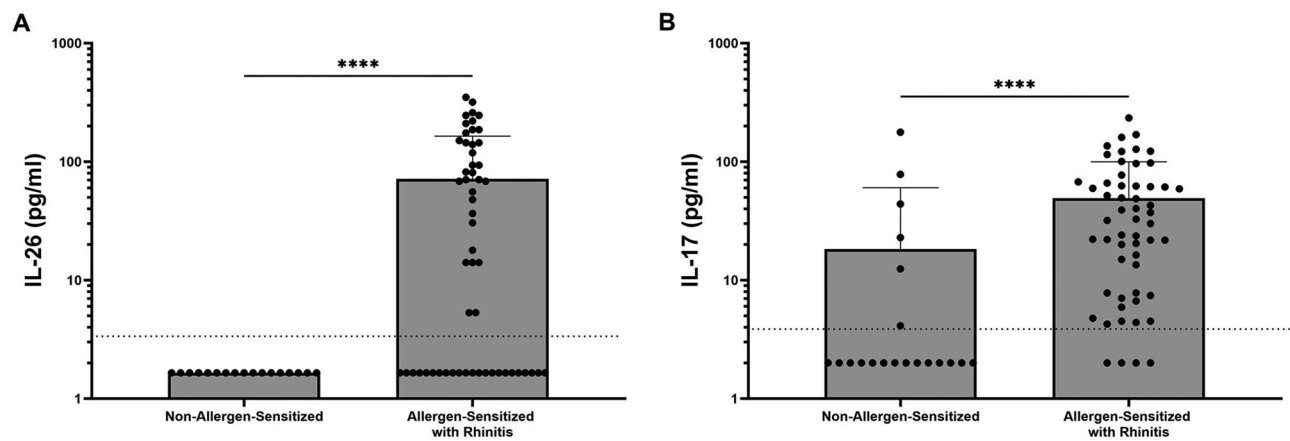 A
IL-26 (pg/ml)
1000
100
10
1
****
Non-Allergen-Sensitized
Allergen-Sensitized
with Rhinitis
B
IL-17 (pg/ml)
1000
100
10
1
****
Non-Allergen-Sensitized
Allergen-Sensitized
with Rhinitis